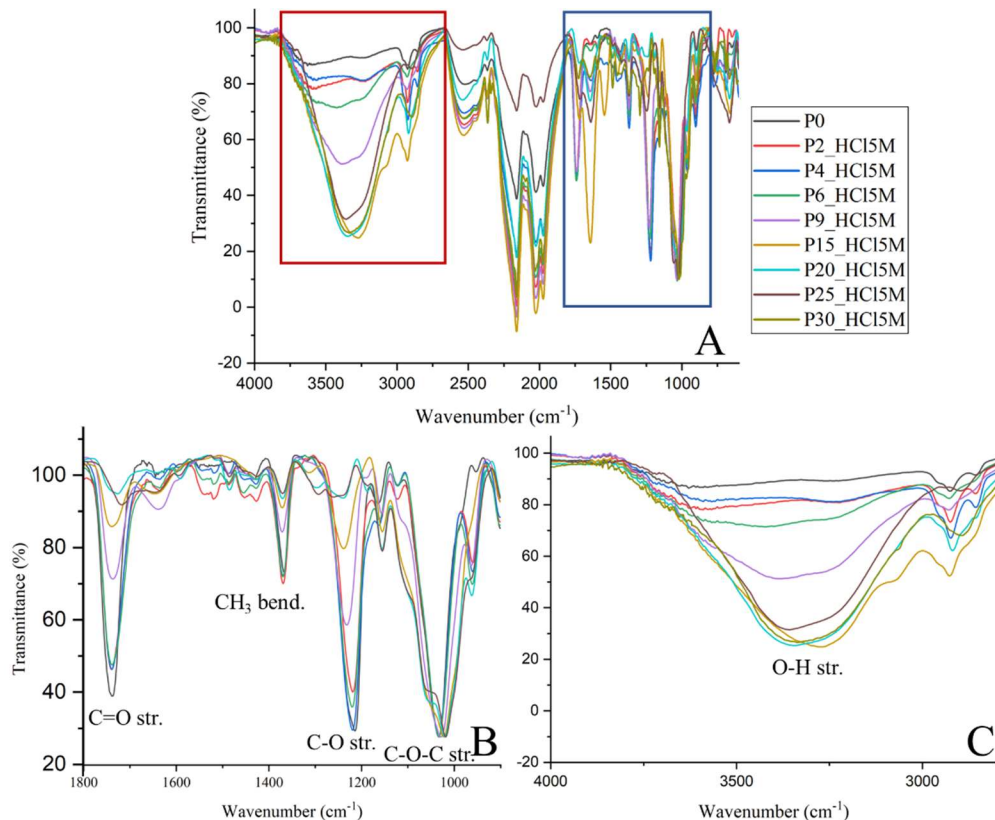 100
80
60
40
20
0
-20
Transmittance (%)
4000 3500 3000 2500 2000 1500 1000
Wavenumber (cm-1)
A
P0
P2_HCl5M
P4_HCl5M
P6_HCl5M
P9_HCl5M
P15_HCl5M
P20_HCl5M
P25_HCl5M
P30_HCl5M
100
80
60
40
20
Transmittance (%)
CH3 bend.
C=O str.
C-O str.
C-O-C str.
B
1800 1600 1400 1200 1000
Wavenumber (cm-1)
100
80
60
40
20
0
-20
O-H str.
C
4000 3500 3000
Wavenumber (cm-1)